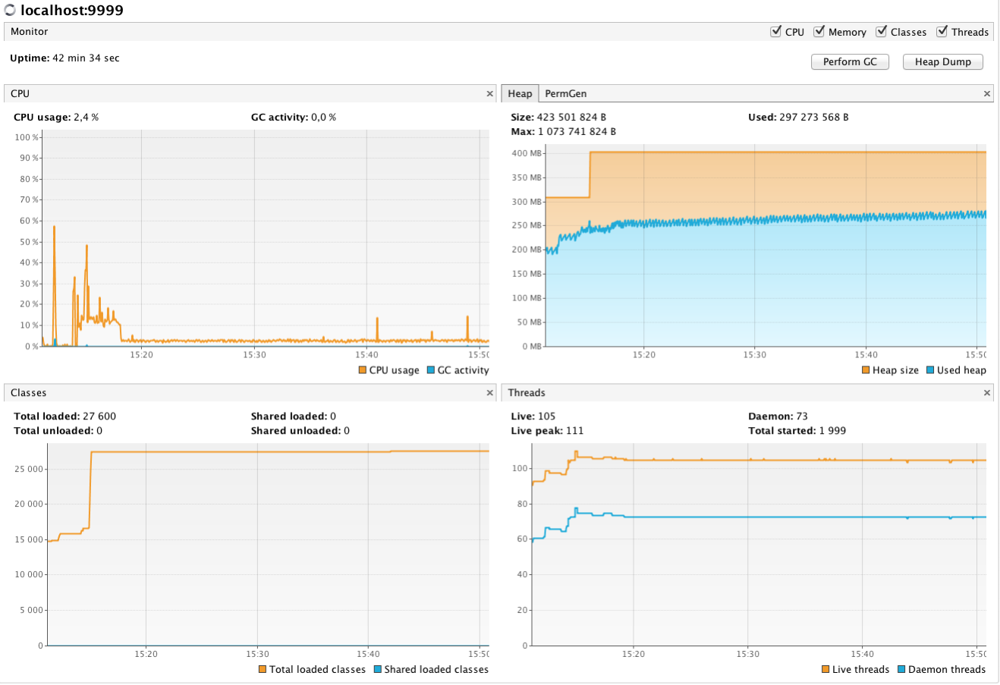 localhost:9999
Monitor
CPU Memory Classes Threads
Uptime: 42 min 34 sec
Perform GC Heap Dump
CPU ×
CPU usage: 2,4 % GC activity: 0,0 %
100 %
90 %
80 %
70 %
60 %
50 %
40 %
30 %
20 %
10 %
0 %
15:20 15:30 15:40 15:50
CPU usage GC activity
Heap PermGen ×
Size: 423 501 824 B Used: 297 273 568 B
Max: 1 073 741 824 B
400 MB
350 MB
300 MB
250 MB
200 MB
150 MB
100 MB
50 MB
0 MB
15:20 15:30 15:40 15:50
Heap size Used heap
Classes ×
Total loaded: 27 600 Shared loaded: 0
Total unloaded: 0 Shared unloaded: 0
25 000
20 000
15 000
10 000
5 000
0
15:20 15:30 15:40 15:50
Total loaded classes Shared loaded classes
Threads ×
Live: 105 Daemon: 73
Live peak: 111 Total started: 1 999
100
80
60
40
20
0
15:20 15:30 15:40 15:50
Live threads Daemon threads